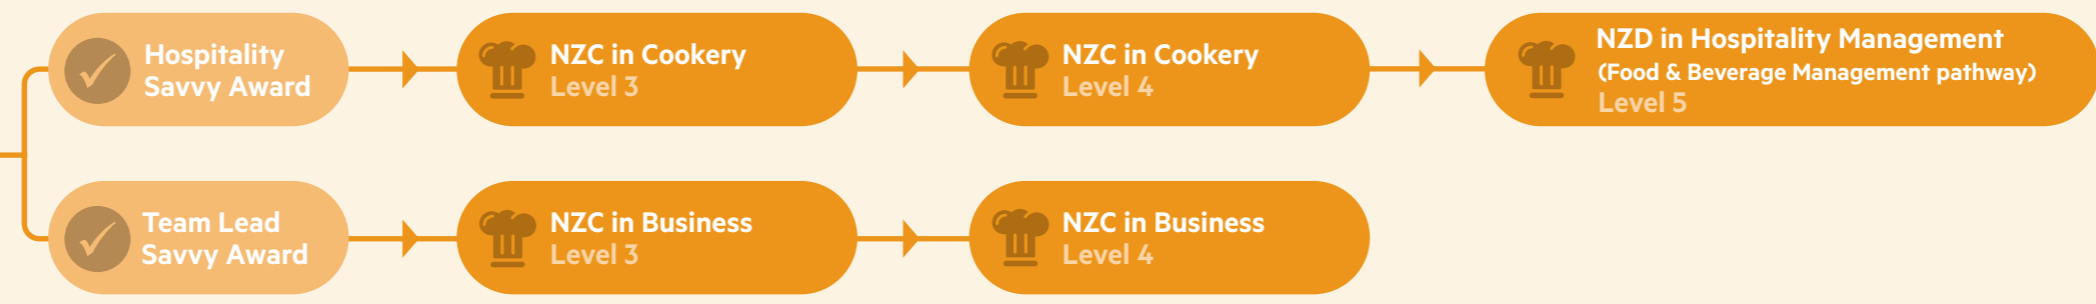 Hospitality
Savvy Award
NZC in Cookery
Level 3
NZC in Cookery
Level 4
NZD in Hospitality Management
(Food & Beverage Management pathway)
Level 5
Team Lead
Savvy Award
NZC in Business
Level 3
NZC in Business
Level 4